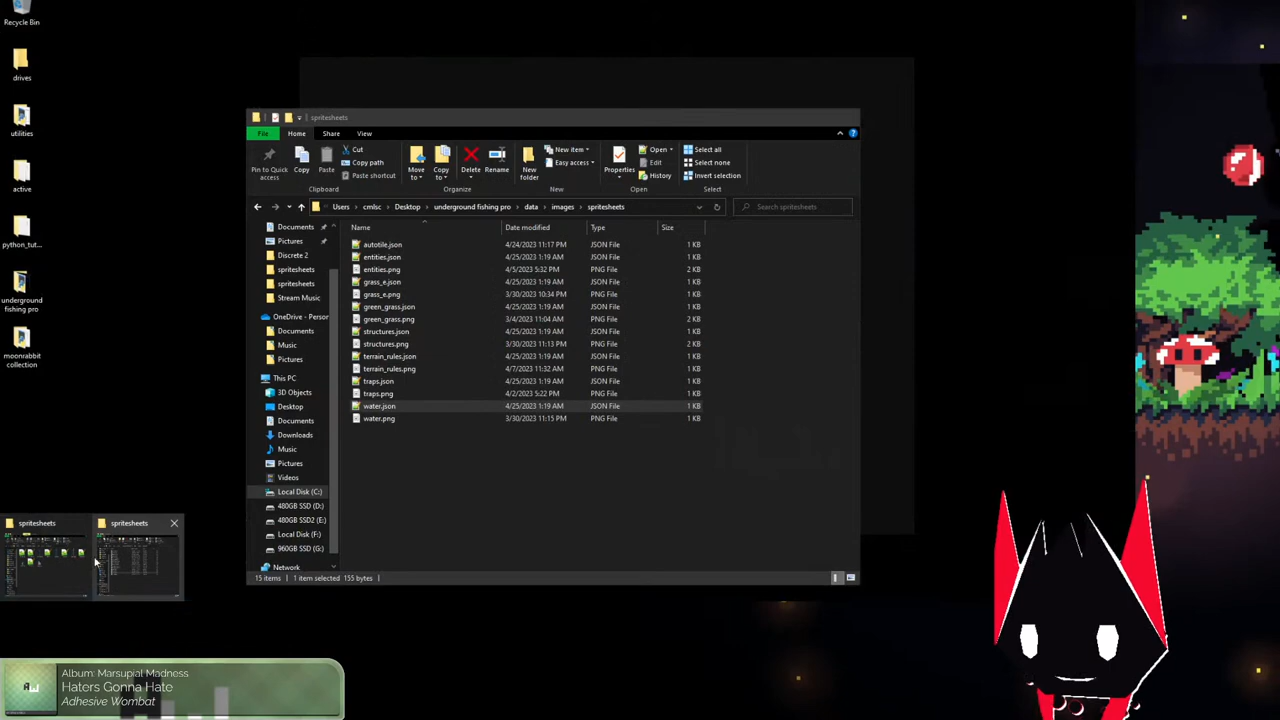 Recycle Bin
drives
utilities
active
python_tut...
underground
fishing pro
moonrabbit
collection
spritesheets
File
Home
Share
View
Pin to Quick
access
Copy
Paste
Cut
Copy path
Paste shortcut
Clipboard
Move
to
Copy
to
Delete
Rename
Organize
New
folder
New item
Easy access
New
Properties
Open
Edit
History
Open
Select all
Select none
Invert selection
Select
Users > cmlsc > Desktop > underground fishing pro > data > images > spritesheets
Search spritesheets
Documents
Pictures
Discrete 2
spritesheets
spritesheets
Stream Music
OneDrive - Person
Documents
Music
Pictures
This PC
3D Objects
Desktop
Documents
Downloads
Music
Pictures
Videos
Local Disk (C:)
480GB SSD (D:)
480GB SSD2 (E:)
Local Disk (F:)
960GB SSD (G:)
Network
Name Date modified Type Size
autotile.json 4/24/2023 11:17 PM JSON File 1 KB
entities.json 4/25/2023 1:19 AM JSON File 1 KB
entities.png 4/5/2023 5:32 PM PNG File 2 KB
grass_e.json 4/25/2023 1:19 AM JSON File 1 KB
grass_e.png 3/30/2023 10:34 PM PNG File 1 KB
green_grass.json 4/25/2023 1:19 AM JSON File 1 KB
green_grass.png 3/4/2023 11:04 AM PNG File 2 KB
structures.json 4/25/2023 1:19 AM JSON File 1 KB
structures.png 3/30/2023 11:13 PM PNG File 2 KB
terrain_rules.json 4/25/2023 1:19 AM JSON File 1 KB
terrain_rules.png 4/7/2023 11:32 AM PNG File 1 KB
traps.json 4/25/2023 1:19 AM JSON File 1 KB
traps.png 4/2/2023 5:22 PM PNG File 1 KB
water.json 4/25/2023 1:19 AM JSON File 1 KB
water.png 3/30/2023 11:15 PM PNG File 1 KB
15 items 1 item selected 155 bytes
spritesheets
spritesheets
Album: Marsupial Madness
Haters Gonna Hate
Adhesive Wombat